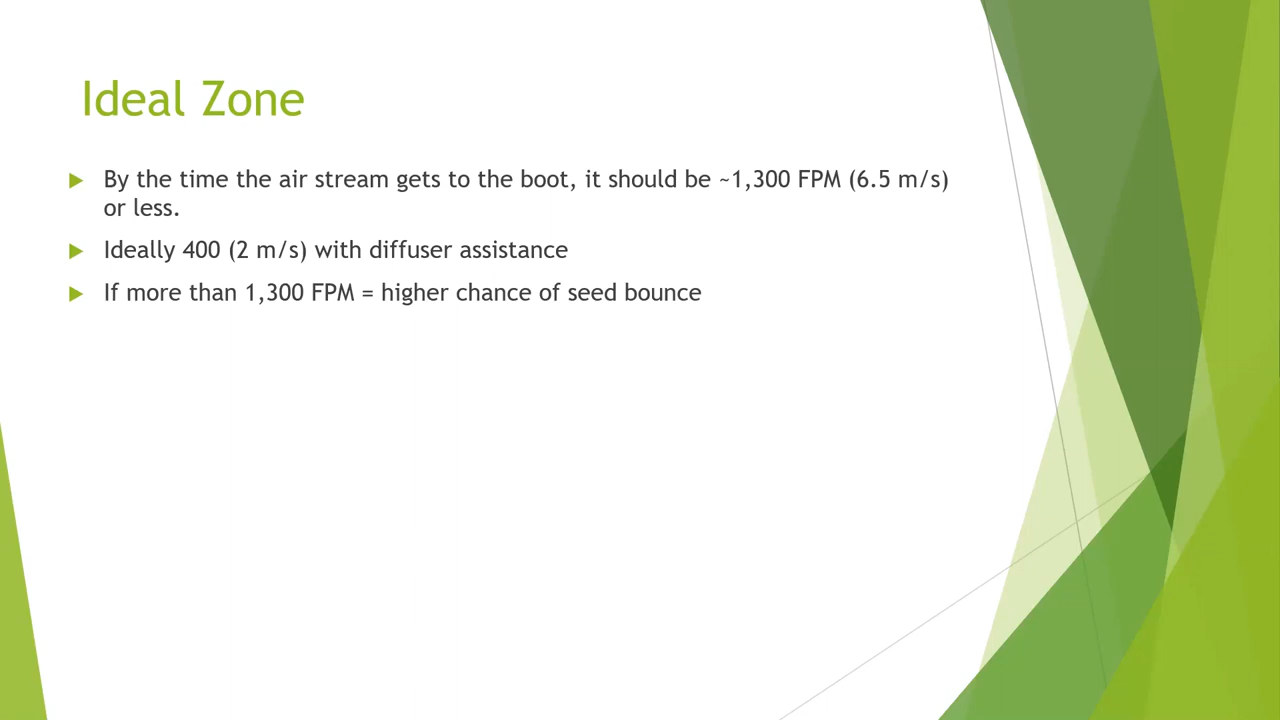 Ideal Zone
By the time the air stream gets to the boot, it should be ~1,300 FPM (6.5 m/s)
or less.
Ideally 400 (2 m/s) with diffuser assistance
If more than 1,300 FPM = higher chance of seed bounce